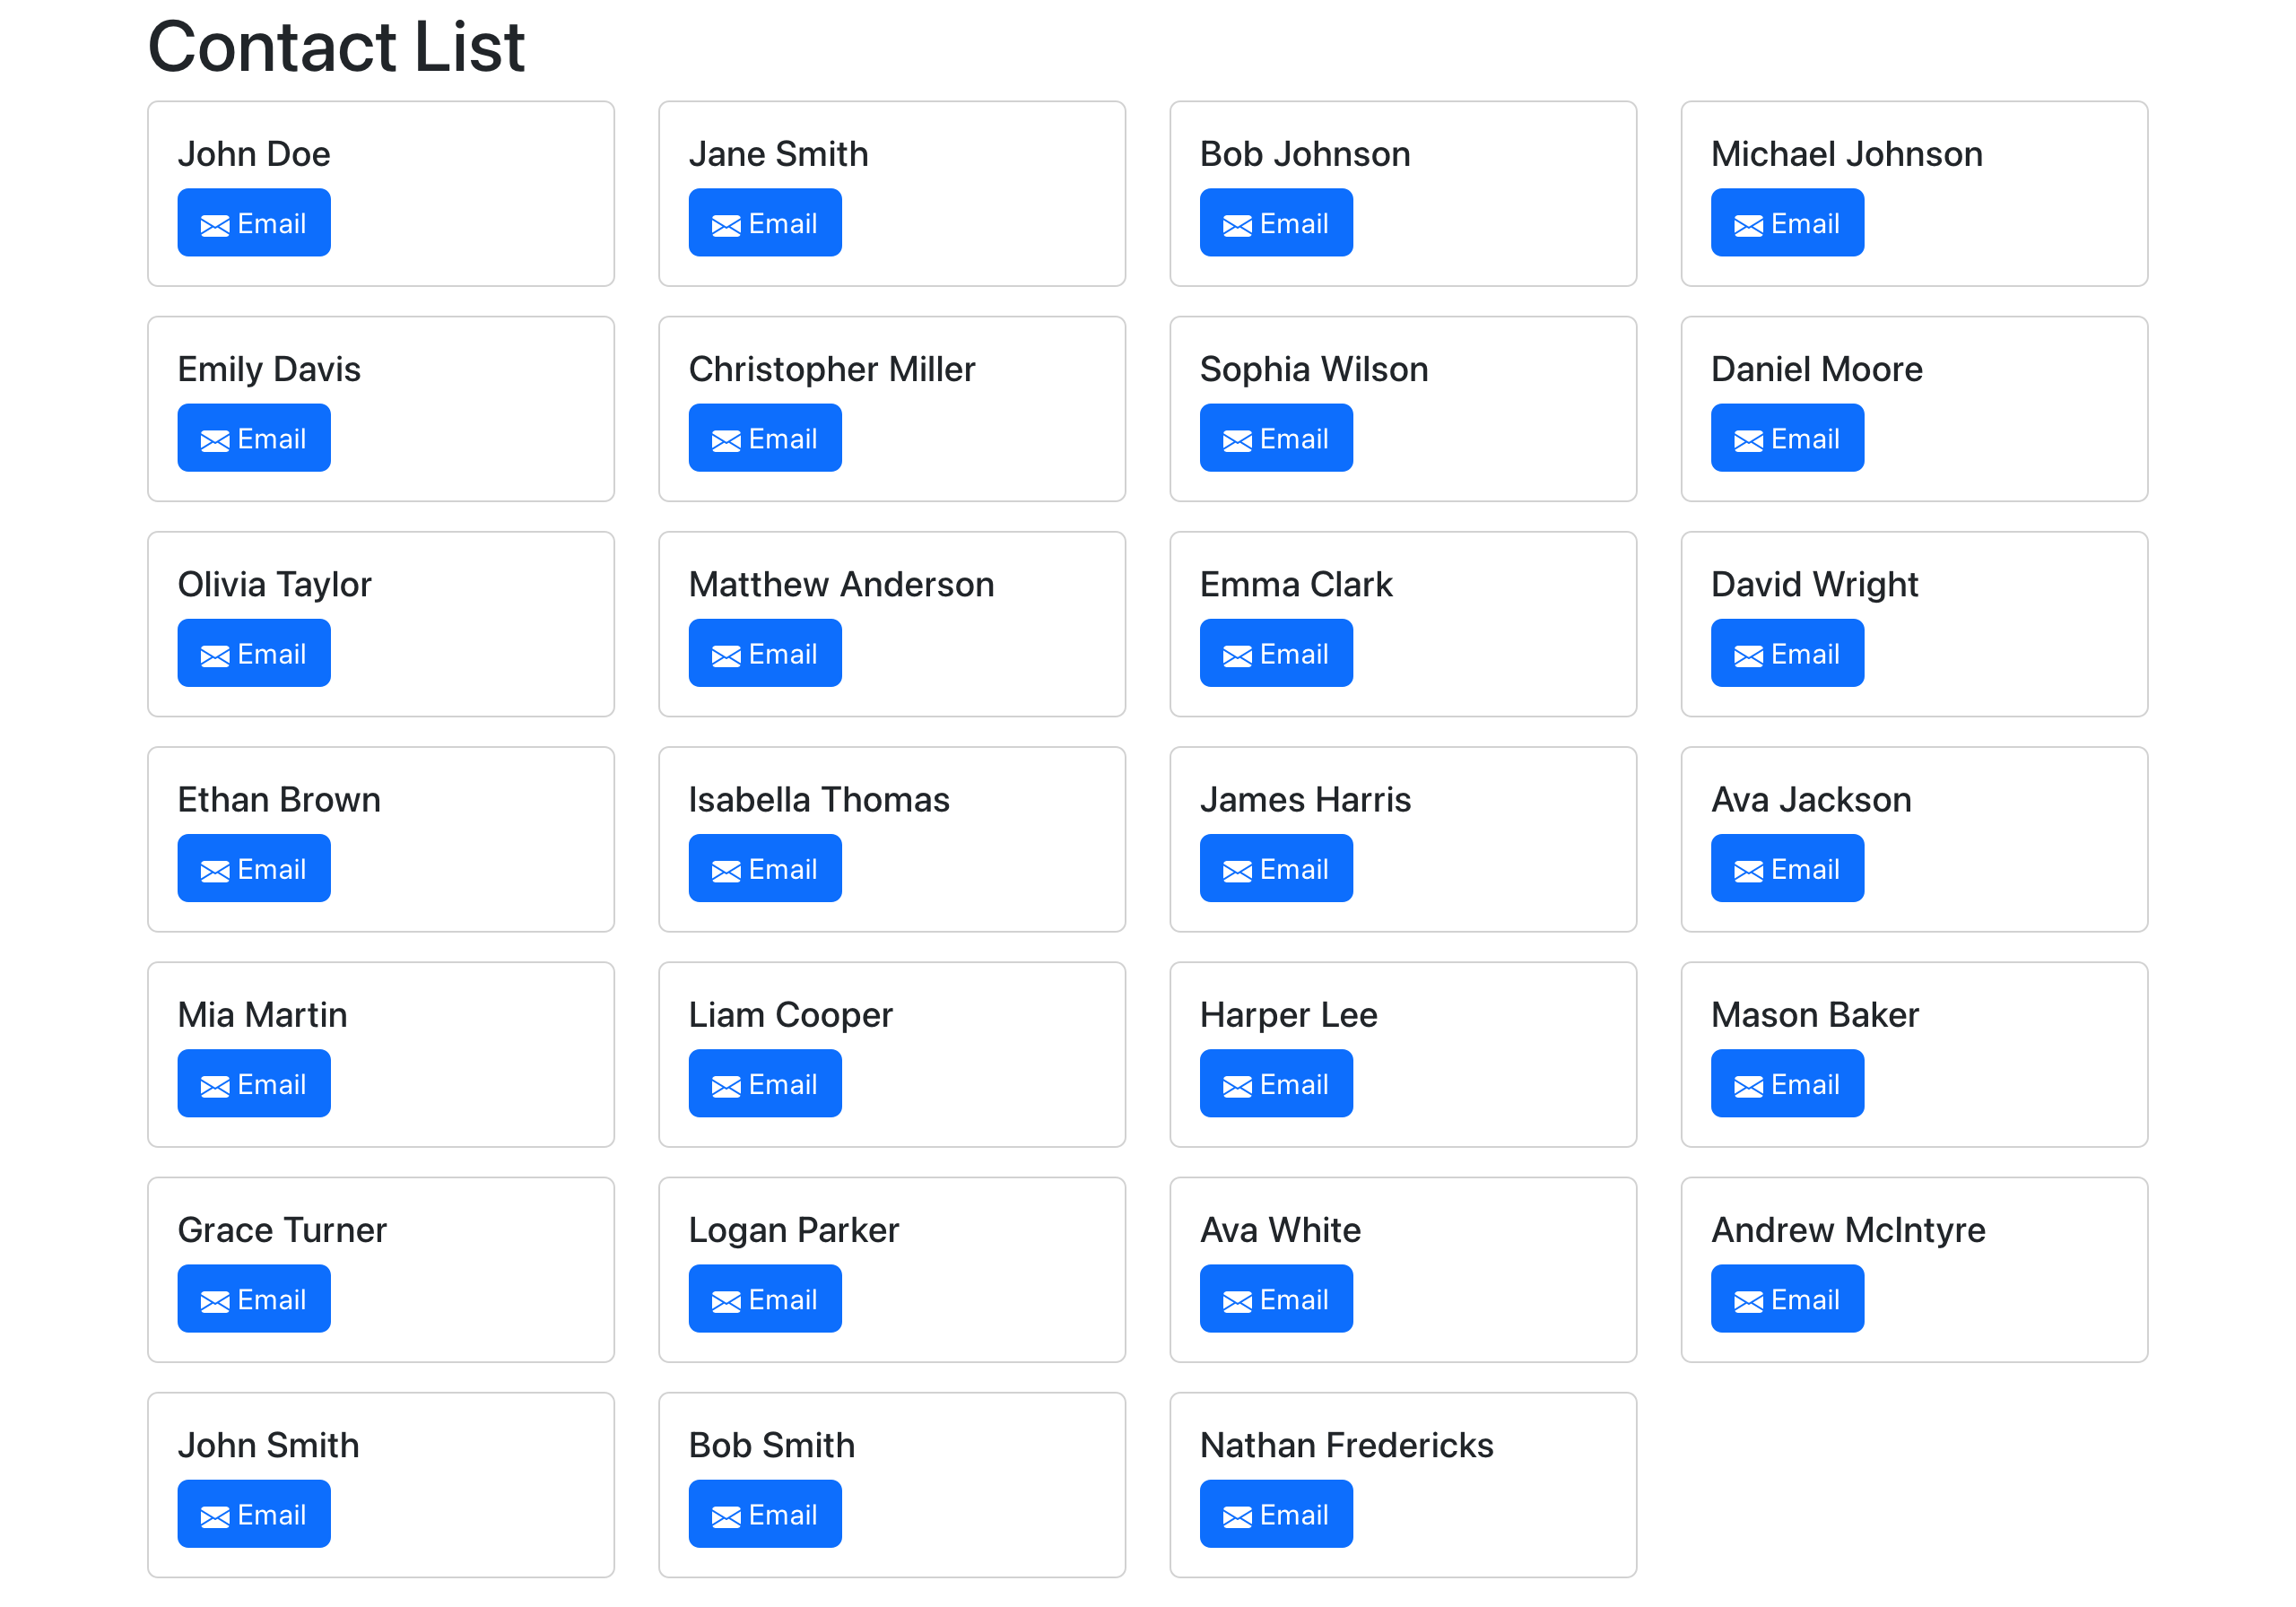 Contact List
John Doe
Email
Jane Smith
Email
Bob Johnson
Email
Michael Johnson
Email
Emily Davis
Email
Christopher Miller
Email
Sophia Wilson
Email
Daniel Moore
Email
Olivia Taylor
Email
Matthew Anderson
Email
Emma Clark
Email
David Wright
Email
Ethan Brown
Email
Isabella Thomas
Email
James Harris
Email
Ava Jackson
Email
Mia Martin
Email
Liam Cooper
Email
Harper Lee
Email
Mason Baker
Email
Grace Turner
Email
Logan Parker
Email
Ava White
Email
Andrew McIntyre
Email
John Smith
Email
Bob Smith
Email
Nathan Fredericks
Email